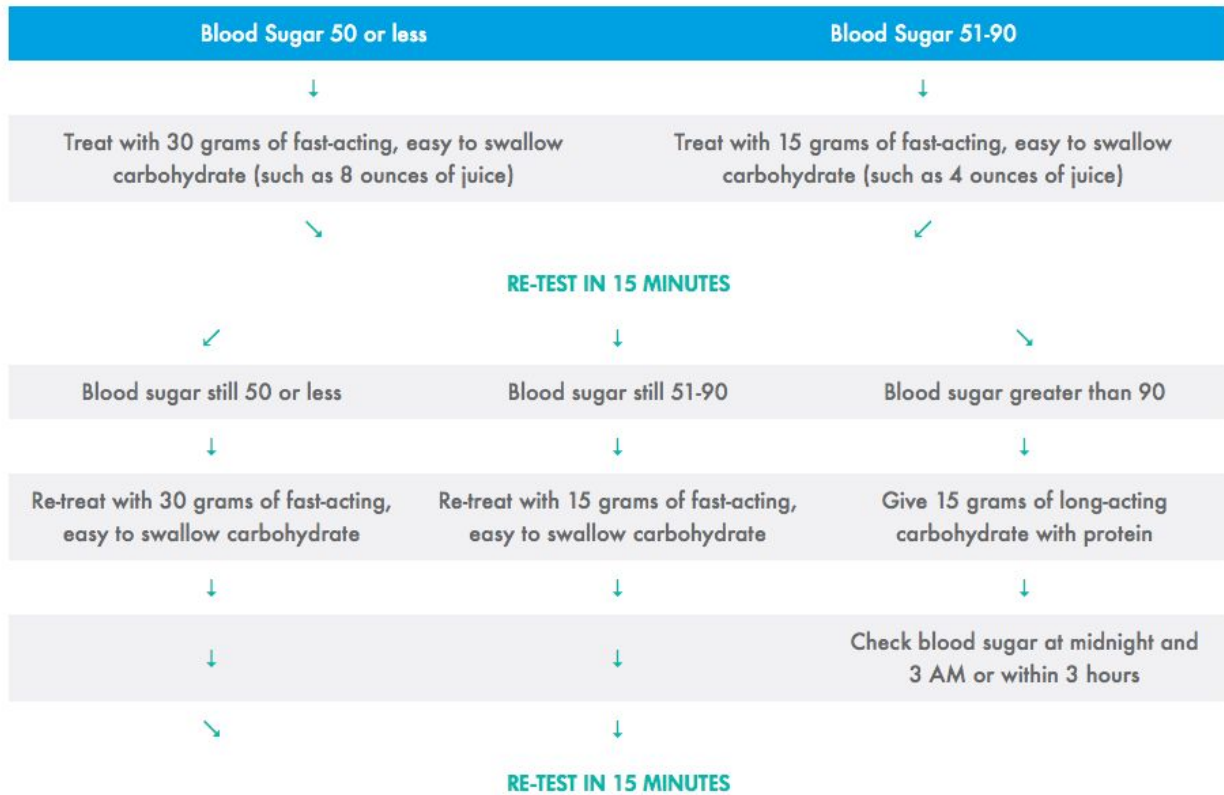 Blood Sugar 50 or less
Blood Sugar 51-90
Treat with 30 grams of fast-acting, easy to swallow
carbohydrate (such as 8 ounces of juice)
Treat with 15 grams of fast-acting, easy to swallow
carbohydrate (such as 4 ounces of juice)
RE-TEST IN 15 MINUTES
Blood sugar still 50 or less
Blood sugar still 51-90
Blood sugar greater than 90
Re-treat with 30 grams of fast-acting,
easy to swallow carbohydrate
Re-treat with 15 grams of fast-acting,
easy to swallow carbohydrate
Give 15 grams of long-acting
carbohydrate with protein
Check blood sugar at midnight and
3 AM or within 3 hours
RE-TEST IN 15 MINUTES